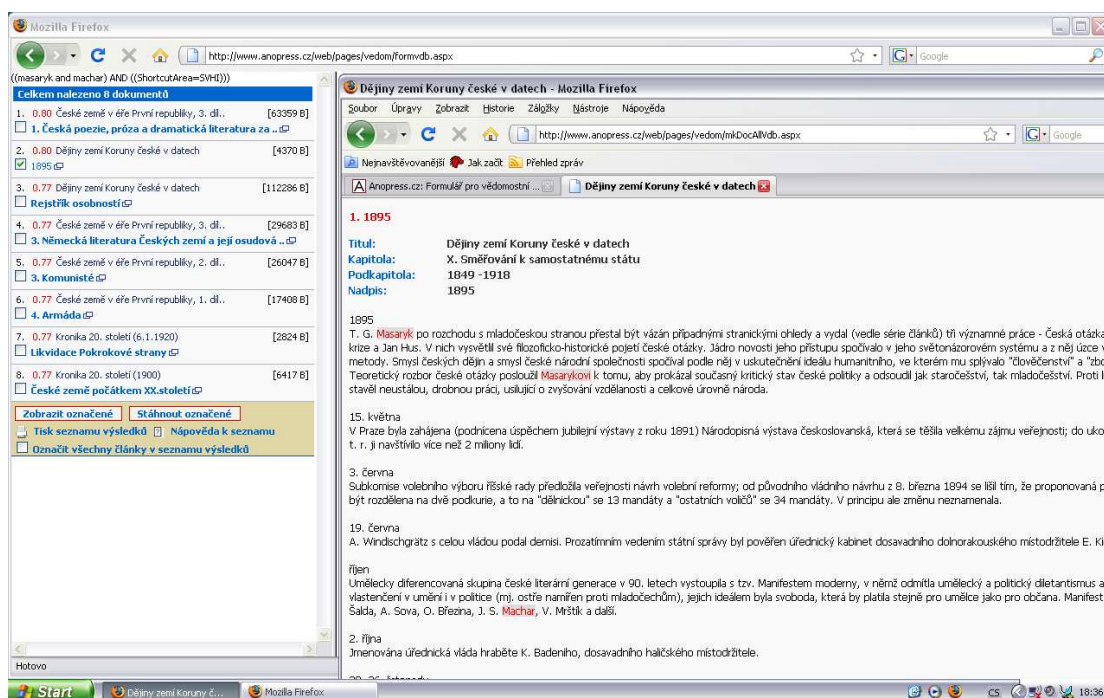 Mozilla Firefox
http://www.anopress.cz/web/pages/vedom/formvdb.aspx
Google
((masaryk and machar) AND ((ShortcutArea=SVHI)))
Celkem nalezeno 8 dokumentů
1. 0.80 České země v éře První republiky, 3. díl.. [63359 B]
1. Česká poezie, próza a dramatická literatura za ..
2. 0.80 Dějiny zemí Koruny české v datech [4370 B]
1895
3. 0.77 Dějiny zemí Koruny české v datech [112286 B]
Rejstřík osobností
4. 0.77 České země v éře První republiky, 3. díl.. [29683 B]
3. Německá literatura Českých zemí a její osudová ..
5. 0.77 České země v éře První republiky, 2. díl.. [26047 B]
3. Komunisté
6. 0.77 České země v éře První republiky, 1. díl.. [17408 B]
4. Armáda
7. 0.77 Kronika 20. století (6.1.1920) [2824 B]
Likvidace Pokrokové strany
8. 0.77 Kronika 20. století (1900) [6417 B]
České země počátkem XX.století
Zobrazit označené Stáhnout označené
Tisk seznamu výsledků Nápověda k seznamu
Označit všechny články v seznamu výsledků
Hotovo
Dějiny zemí Koruny české v datech - Mozilla Firefox
Soubor Úpravy Zobrazit Historie Záložky Nástroje Nápověda
http://www.anopress.cz/web/pages/vedom/mkDocAllVdb.aspx
Google
Nejnavštěvovanější Jak začít Přehled zpráv
Anopress.cz: Formulář pro vědomostní ... Dějiny zemí Koruny české v datech
1. 1895
Titul: Dějiny zemí Koruny české v datech
Kapitola: X. Směřování k samostatnému státu
Podkapitola: 1849 -1918
Nadpis: 1895
1895
T. G. Masaryk po rozchodu s mladočeskou stranou přestal být vázán případnými stranickými ohledy a vydal (vedle série článků) tři významné práce - Česká otázka
krize a Jan Hus. V nich vysvětlil své filozoficko-historické pojetí české otázky. Jádro novosti jeho přístupu spočívalo v jeho světonázorovém systému a z něj úzce v
metody. Smysl českých dějin a smysl české národní společnosti spočíval podle něj v uskutečnění ideálu humanitního, ve kterém mu splývalo "člověčenství" a "zbo
Teoretický rozbor české otázky posloužil Masarykovi k tomu, aby prokázal současný kritický stav české politiky a odsoudil jak staročešství, tak mladočešství. Proti l
stavěl neustálou, drobnou práci, usilující o zvyšování vzdělanosti a celkové úrovně národa.
15. května
V Praze byla zahájena (podnícena úspěchem jubilejní výstavy z roku 1891) Národopisná výstava československá, která se těšila velkému zájmu veřejnosti; do uko
t. r. ji navštívilo více než 2 miliony lidí.
3. června
Subkomise volebního výboru říšské rady předložila veřejnosti návrh volební reformy; od původního vládního návrhu z 8. března 1894 se lišil tím, že proponovaná p
být rozdělena na dvě podkurie, a to na "dělnickou" se 13 mandáty a "ostatních voličů" se 34 mandáty. V principu ale změnu neznamenala.
19. června
A. Windischgrätz s celou vládou podal demisi. Prozatímním vedením státní správy byl pověřen úřednický kabinet dosavadního dolnorakouského místodržitele E. Ki
říjen
Umělecky diferencovaná skupina české literární generace v 90. letech vystoupila s tzv. Manifestem moderny, v němž odmítla umělecký a politický diletantismus a
vlastenčení v umění i v politice (mj. ostře namířen proti mladočechům), jejich ideálem byla svoboda, která by platila stejně pro umělce jako pro občana. Manifest
Šalda, A. Sova, O. Březina, J. S. Machar, V. Mrštík a další.
2. října
Jmenována úřednická vláda hraběte K. Badeniho, dosavadního haličského místodržitele.
Start Dějiny zemí Koruny č... Mozilla Firefox CS 18:36